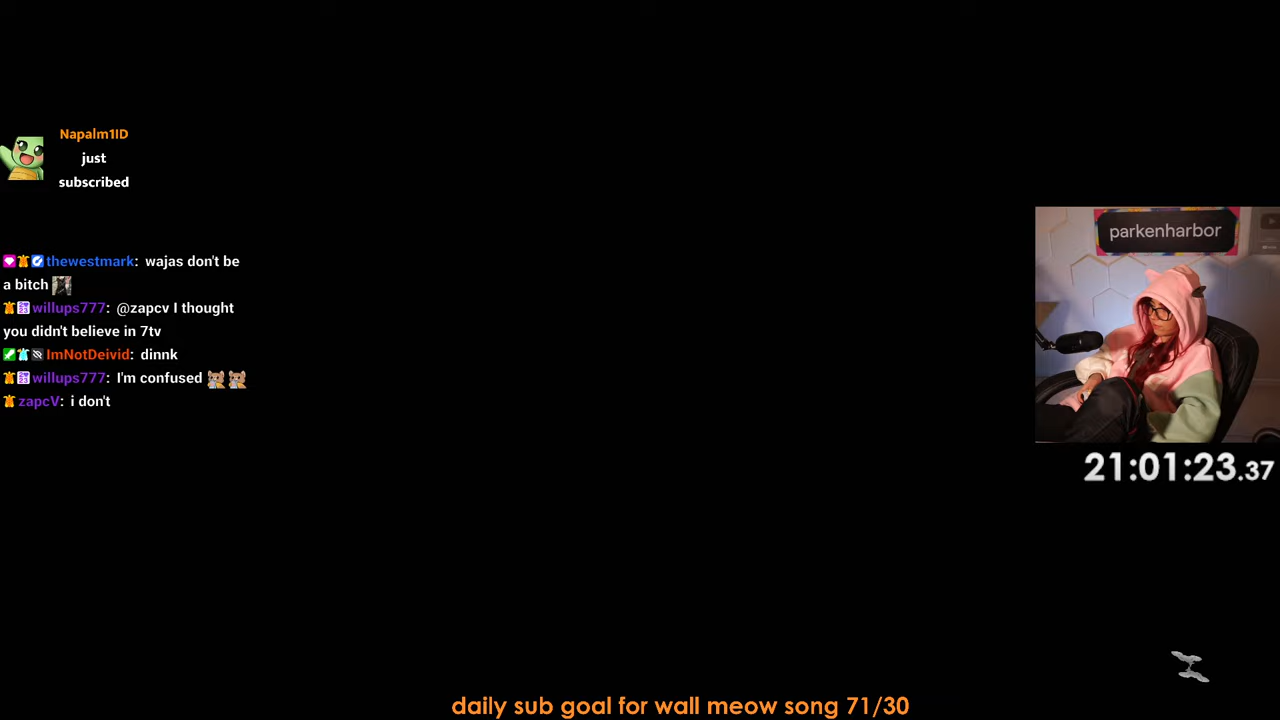 Napalm1ID
just
subscribed
parkenharbor
thewestmark: wajas don't be
a bitch
willups777: @zapcv I thought
you didn't believe in 7tv
ImNotDeivid: dinnk
willups777: I'm confused
zapcV: i don't
21:01:23.37
daily sub goal for wall meow song 71/30